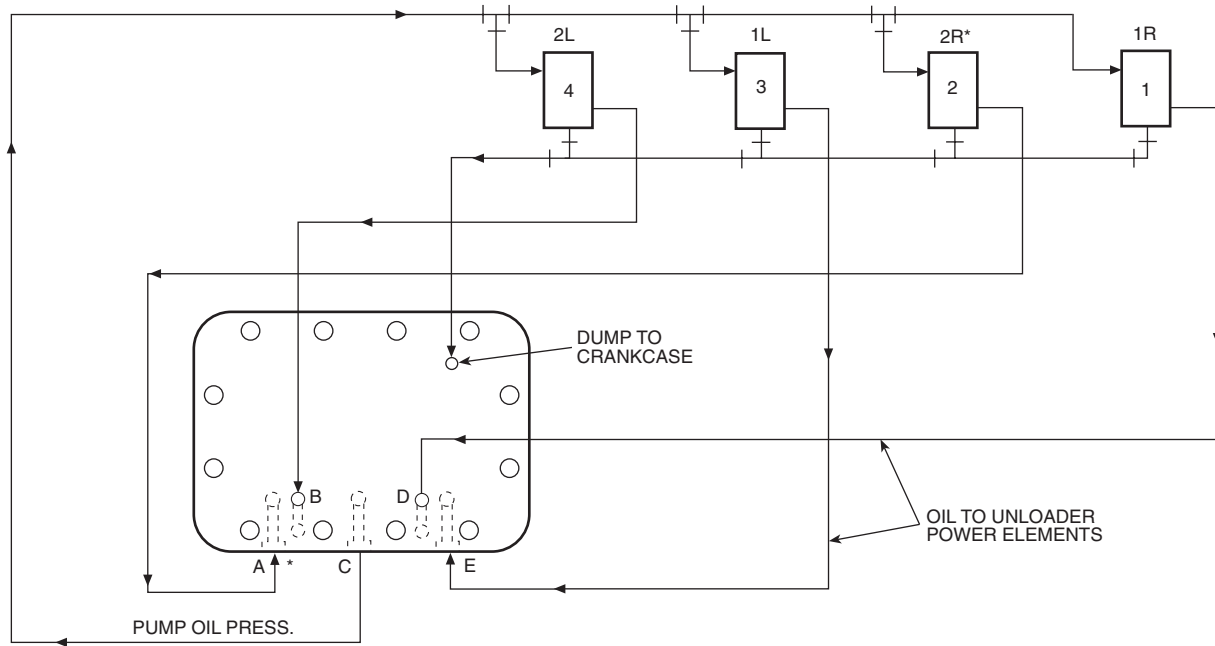 2L
1L
2R*
1R
4
3
2
1
DUMP TO
CRANKCASE
B
D
OIL TO UNLOADER
POWER ELEMENTS
A *
C
E
PUMP OIL PRESS.